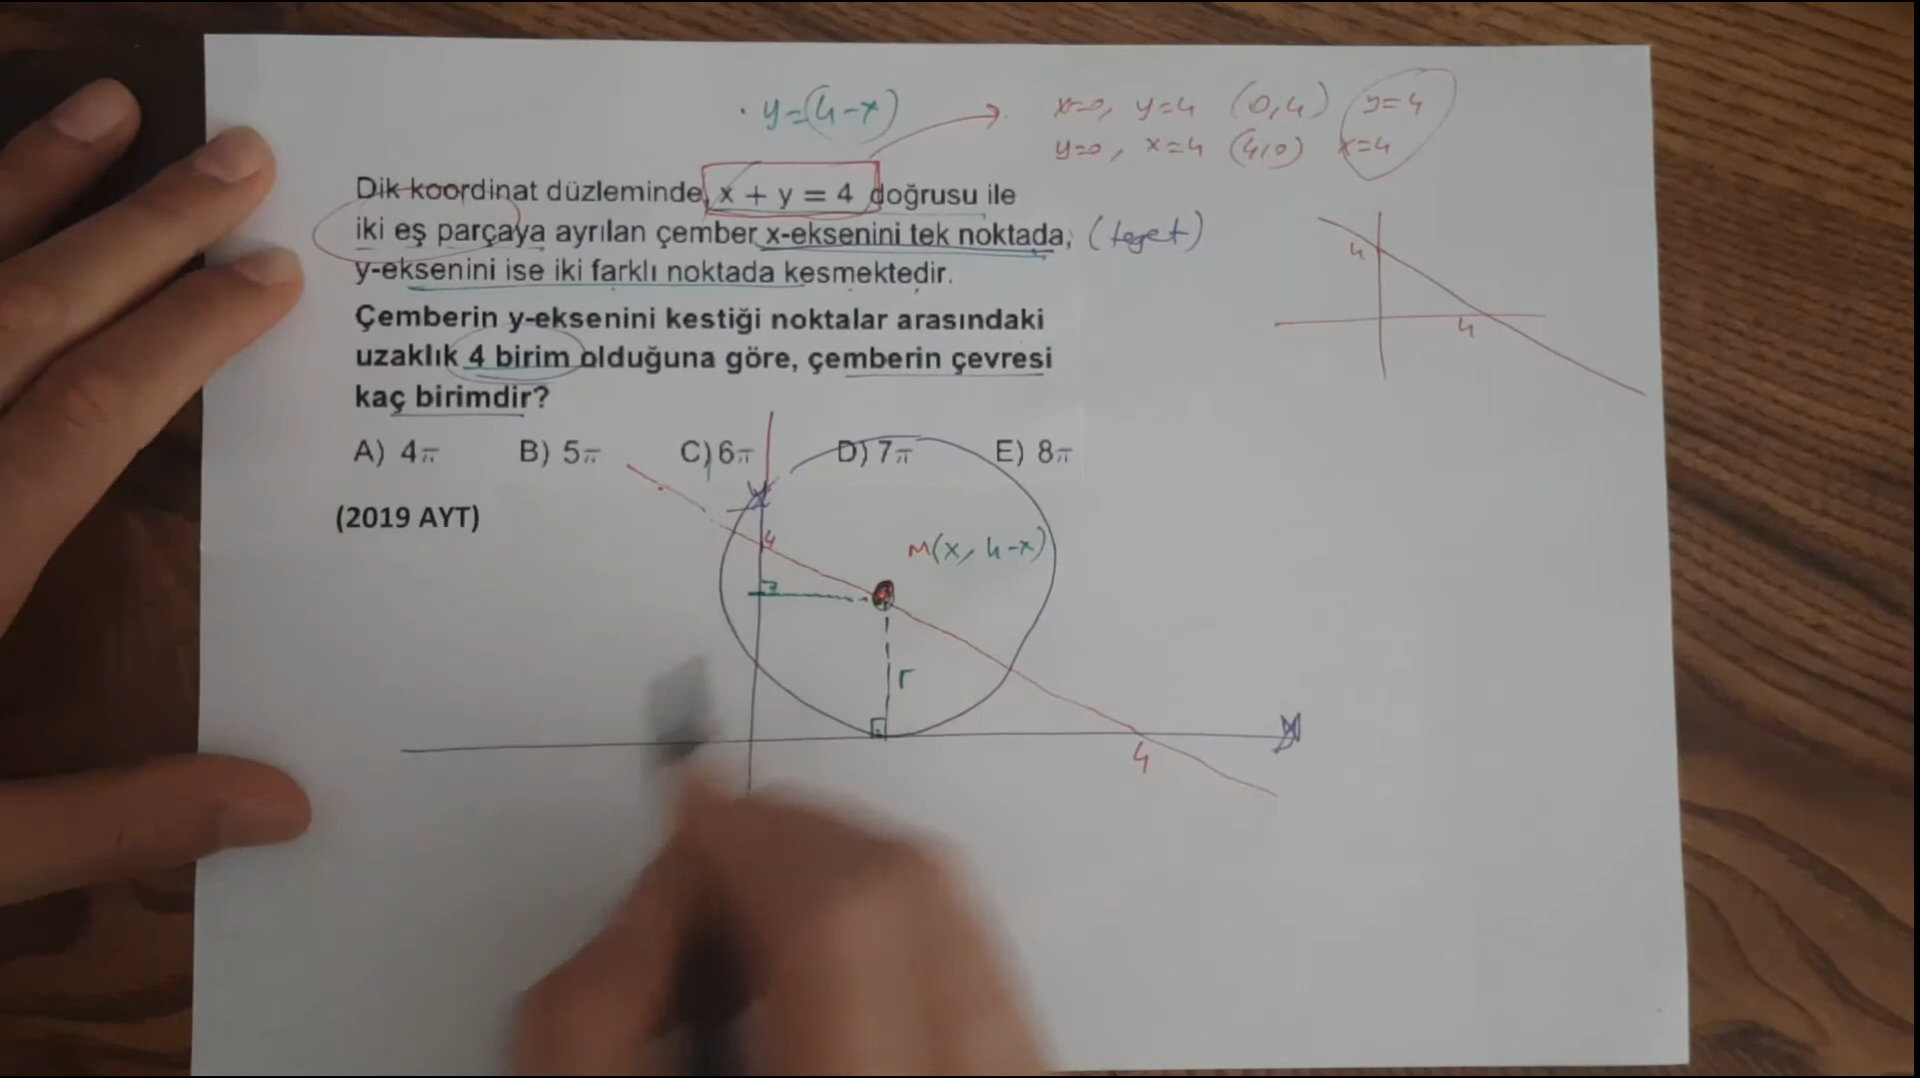 · y=(4-x)
x=0, y=4 (0,4) y=4
y=0, x=4 (4,0) x=4
Dik koordinat düzleminde x + y = 4 doğrusu ile
iki eş parçaya ayrılan çember x-eksenini tek noktada, (teğet)
y-eksenini ise iki farklı noktada kesmektedir.
Çemberin y-eksenini kestiği noktalar arasındaki
uzaklık 4 birim olduğuna göre, çemberin çevresi
kaç birimdir?
A) 4π B) 5π C) 6π D) 7π E) 8π
(2019 AYT)
4
4
4
M(x, 4-x)
r
4